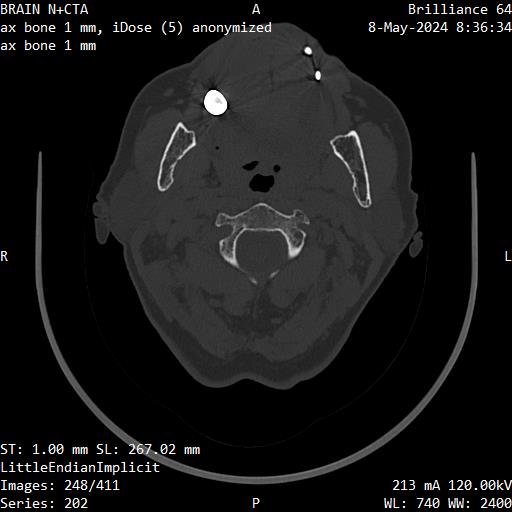 BRAIN N+CTA
ax bone 1 mm, iDose (5) anonymized
ax bone 1 mm
A
Brilliance 64
8-May-2024 8:36:34
R
L
ST: 1.00 mm SL: 267.02 mm
LittleEndianImplicit
Images: 248/411
Series: 202
P
213 mA 120.00kV
WL: 740 WW: 2400